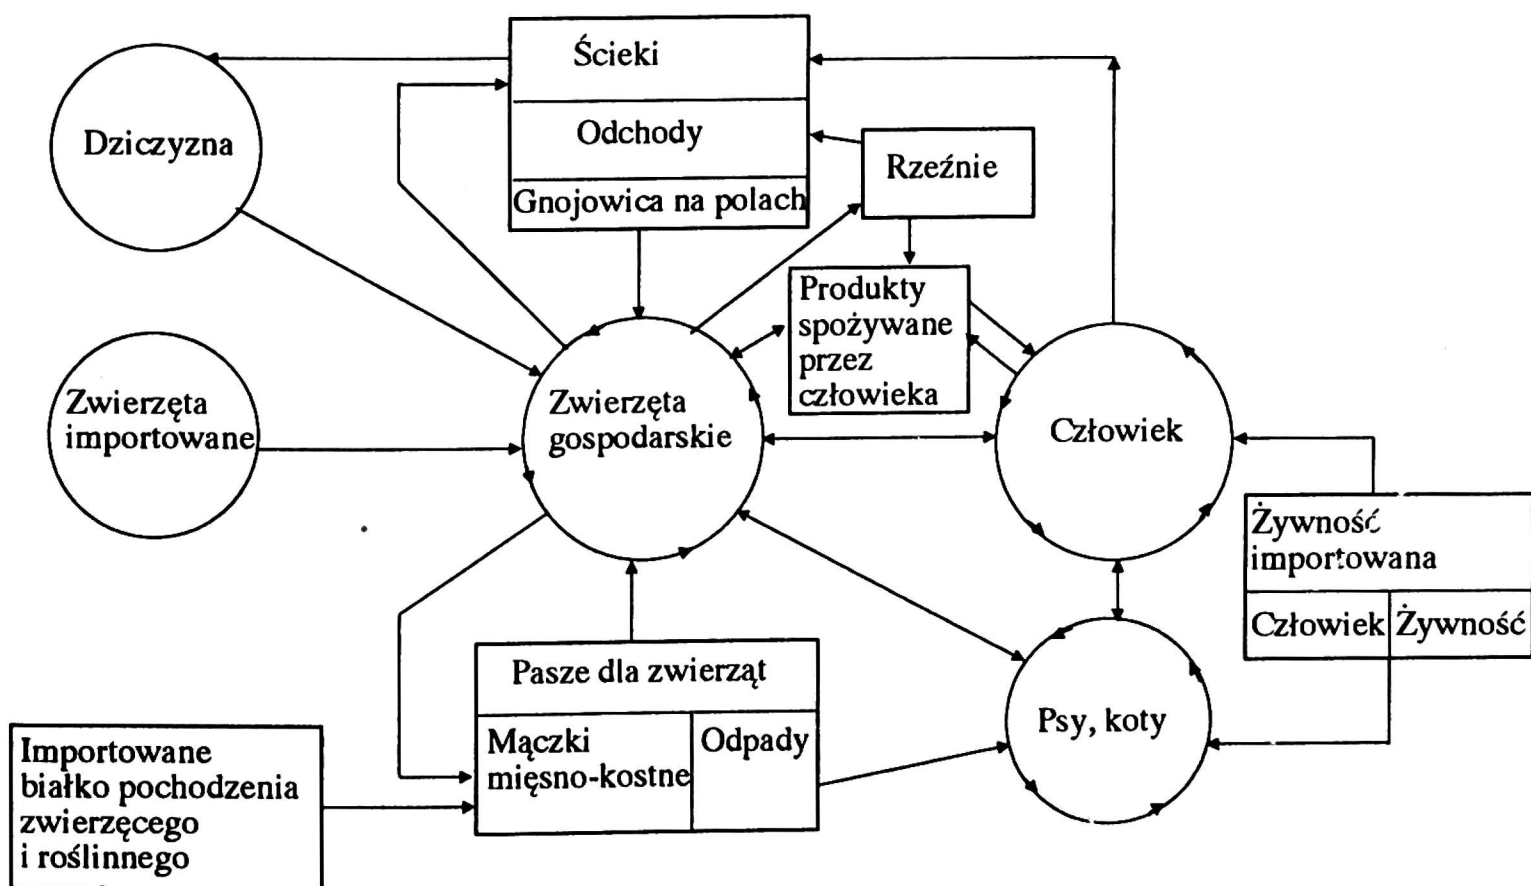 Ścieki
Dziczyzna
Odchody
Rzeźnie
Gnojowica na polach
Produkty
spożywane
przez
człowieka
Zwierzęta
importowane
Zwierzęta
gospodarskie
Człowiek
Żywność
importowana
Człowiek
Żywność
Pasze dla zwierząt
Mączki
mięsno-kostne
Odpady
Psy, koty
Importowane
białko pochodzenia
zwierzęcego
i roślinnego